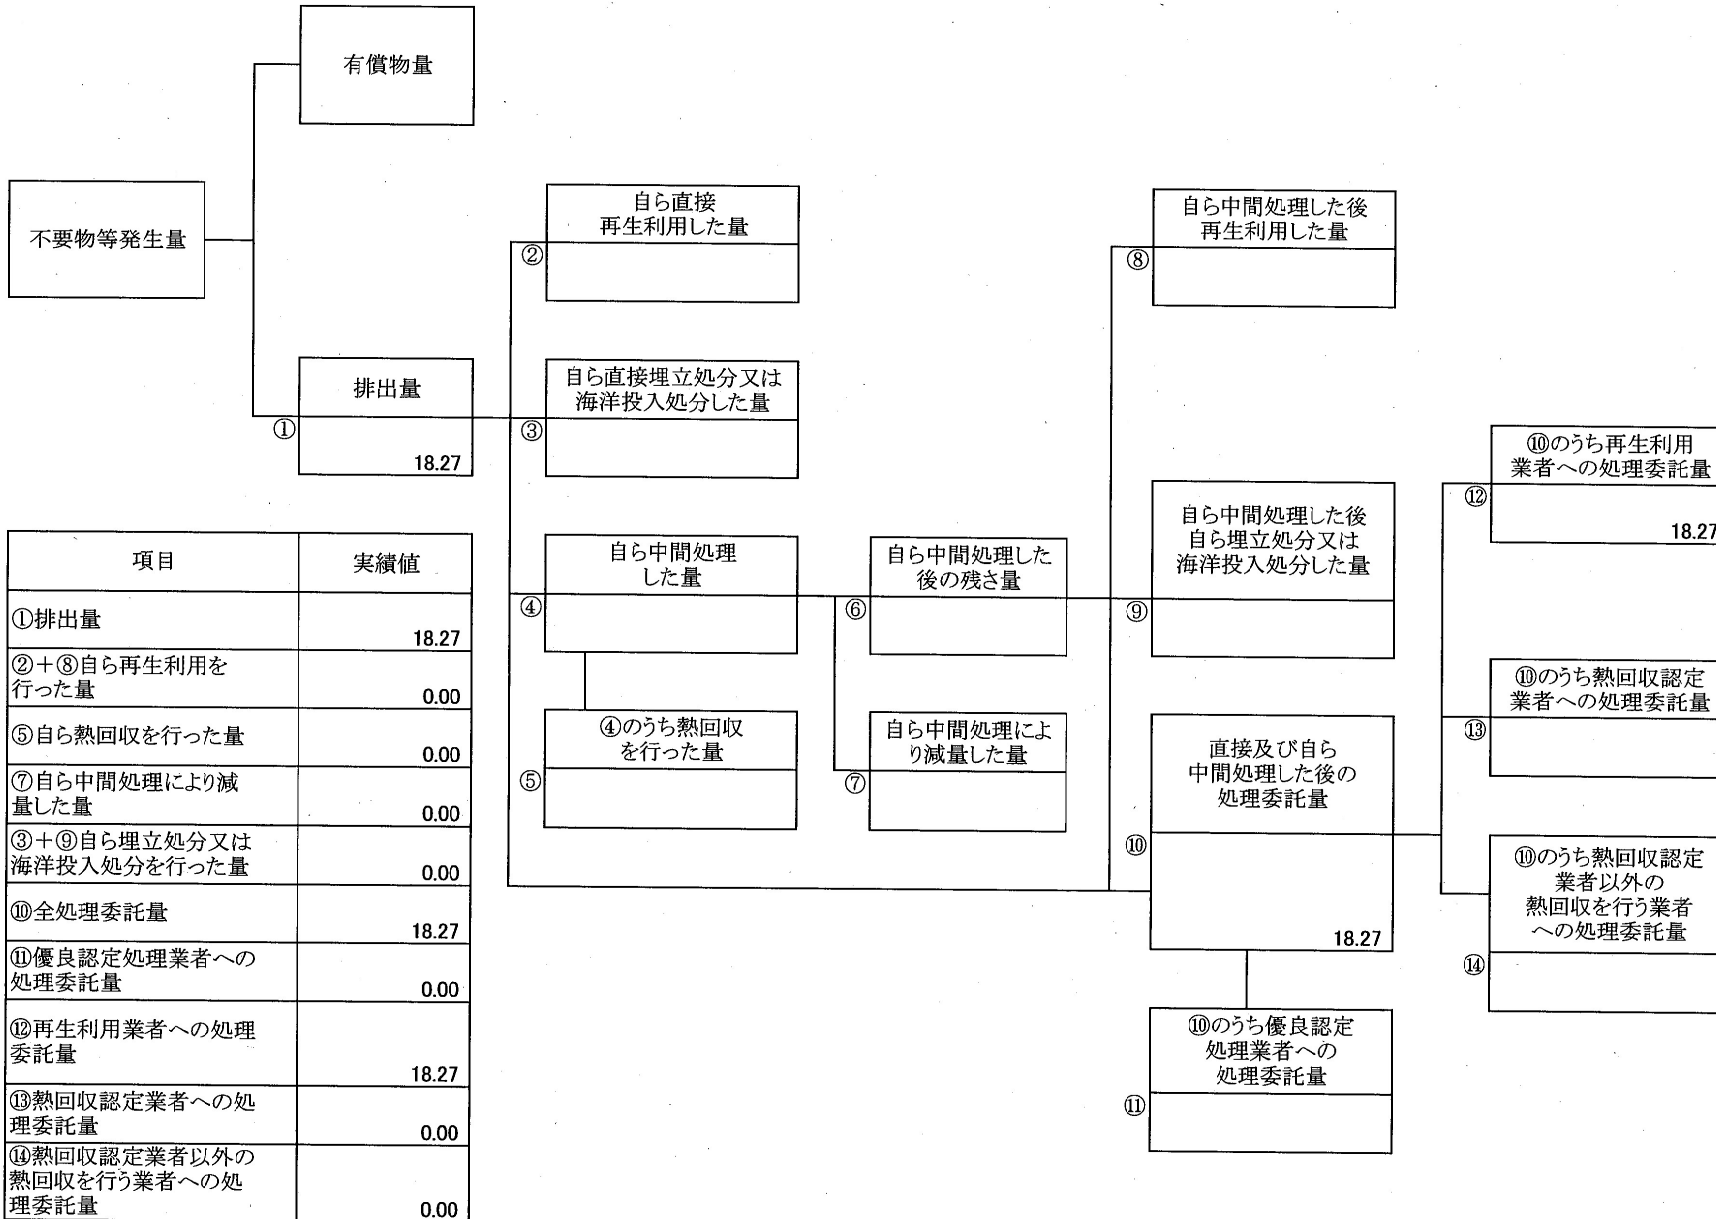 有償物量
不要物等発生量
排出量
①
18.27
自ら直接
再生利用した量
②
自ら直接埋立処分又は
海洋投入処分した量
③
自ら中間処理
した量
④
④のうち熱回収
を行った量
⑤
自ら中間処理した
後の残さ量
⑥
自ら中間処理によ
り減量した量
⑦
自ら中間処理した後
再生利用した量
⑧
自ら中間処理した後
自ら埋立処分又は
海洋投入処分した量
⑨
直接及び自ら
中間処理した後の
処理委託量
⑩
18.27
⑩のうち優良認定
処理業者への
処理委託量
⑪
⑩のうち再生利用
業者への処理委託量
⑫
18.27
⑩のうち熱回収認定
業者への処理委託量
⑬
⑩のうち熱回収認定
業者以外の
熱回収を行う業者
への処理委託量
⑭
項目 実績値
①排出量
18.27
②+⑧自ら再生利用を
行った量
0.00
⑤自ら熱回収を行った量
0.00
⑦自ら中間処理により減
量した量
0.00
③+⑨自ら埋立処分又は
海洋投入処分を行った量
0.00
⑩全処理委託量
18.27
⑪優良認定処理業者への
処理委託量
0.00
⑫再生利用業者への処理
委託量
18.27
⑬熱回収認定業者への処
理委託量
0.00
⑭熱回収認定業者以外の
熱回収を行う業者への処
理委託量
0.00